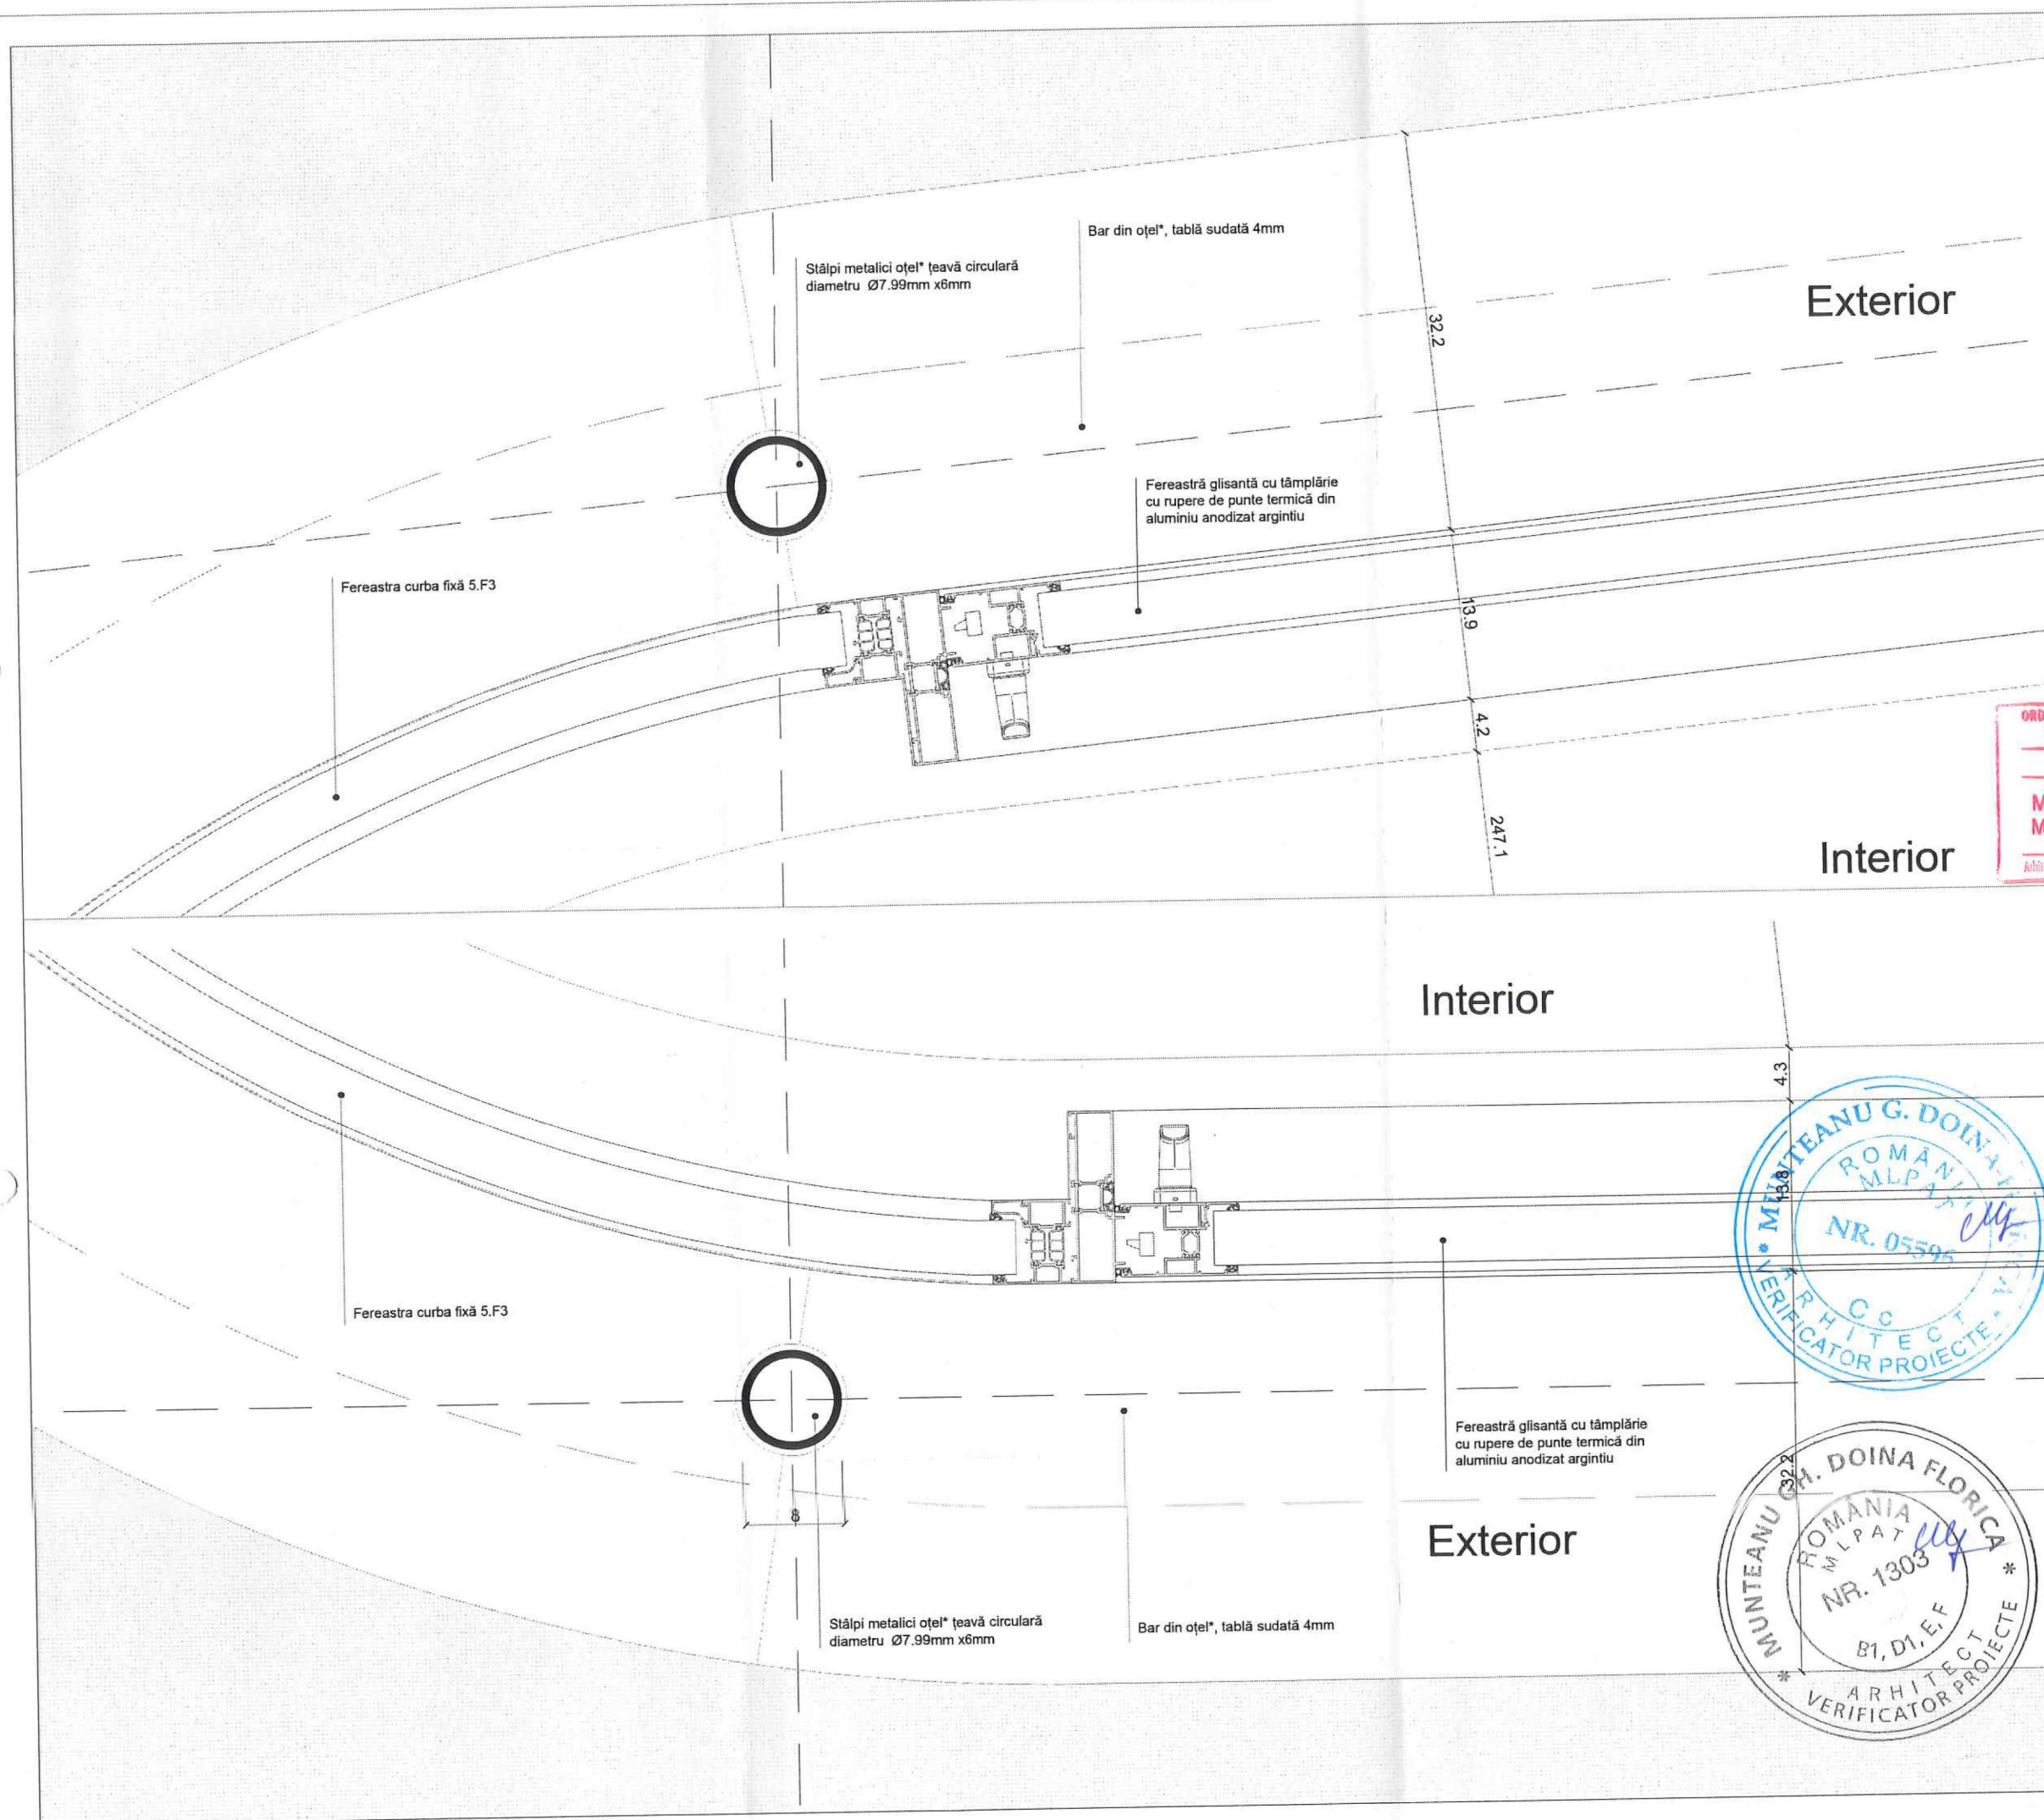 Bar din oțel*, tablă sudată 4mm
Stâlpi metalici oțel* țeavă circulară
diametru Ø7.99mm x6mm
Exterior
32.2
Fereastră glisantă cu tâmplărie
cu rupere de punte termică din
aluminiu anodizat argintiu
Fereastra curba fixă 5.F3
13.9
4.2
247.1
Interior
ORD
M
M
Interior
4.3
13.8
MUNTEANU G. DOINA
ROMÂNIA
MLPAT
NR. 05596
Cc
ARHITECT
VERIFICATOR PROIECTE
Fereastra curba fixă 5.F3
Fereastră glisantă cu tâmplărie
cu rupere de punte termică din
aluminiu anodizat argintiu
32.2
8
Exterior
MUNTEANU GH. DOINA FLORICA
ROMÂNIA
MLPAT
NR. 1303
B1, D1, E, F
ARHITECT
VERIFICATOR PROIECTE
Stâlpi metalici oțel* țeavă circulară
diametru Ø7.99mm x6mm
Bar din oțel*, tablă sudată 4mm